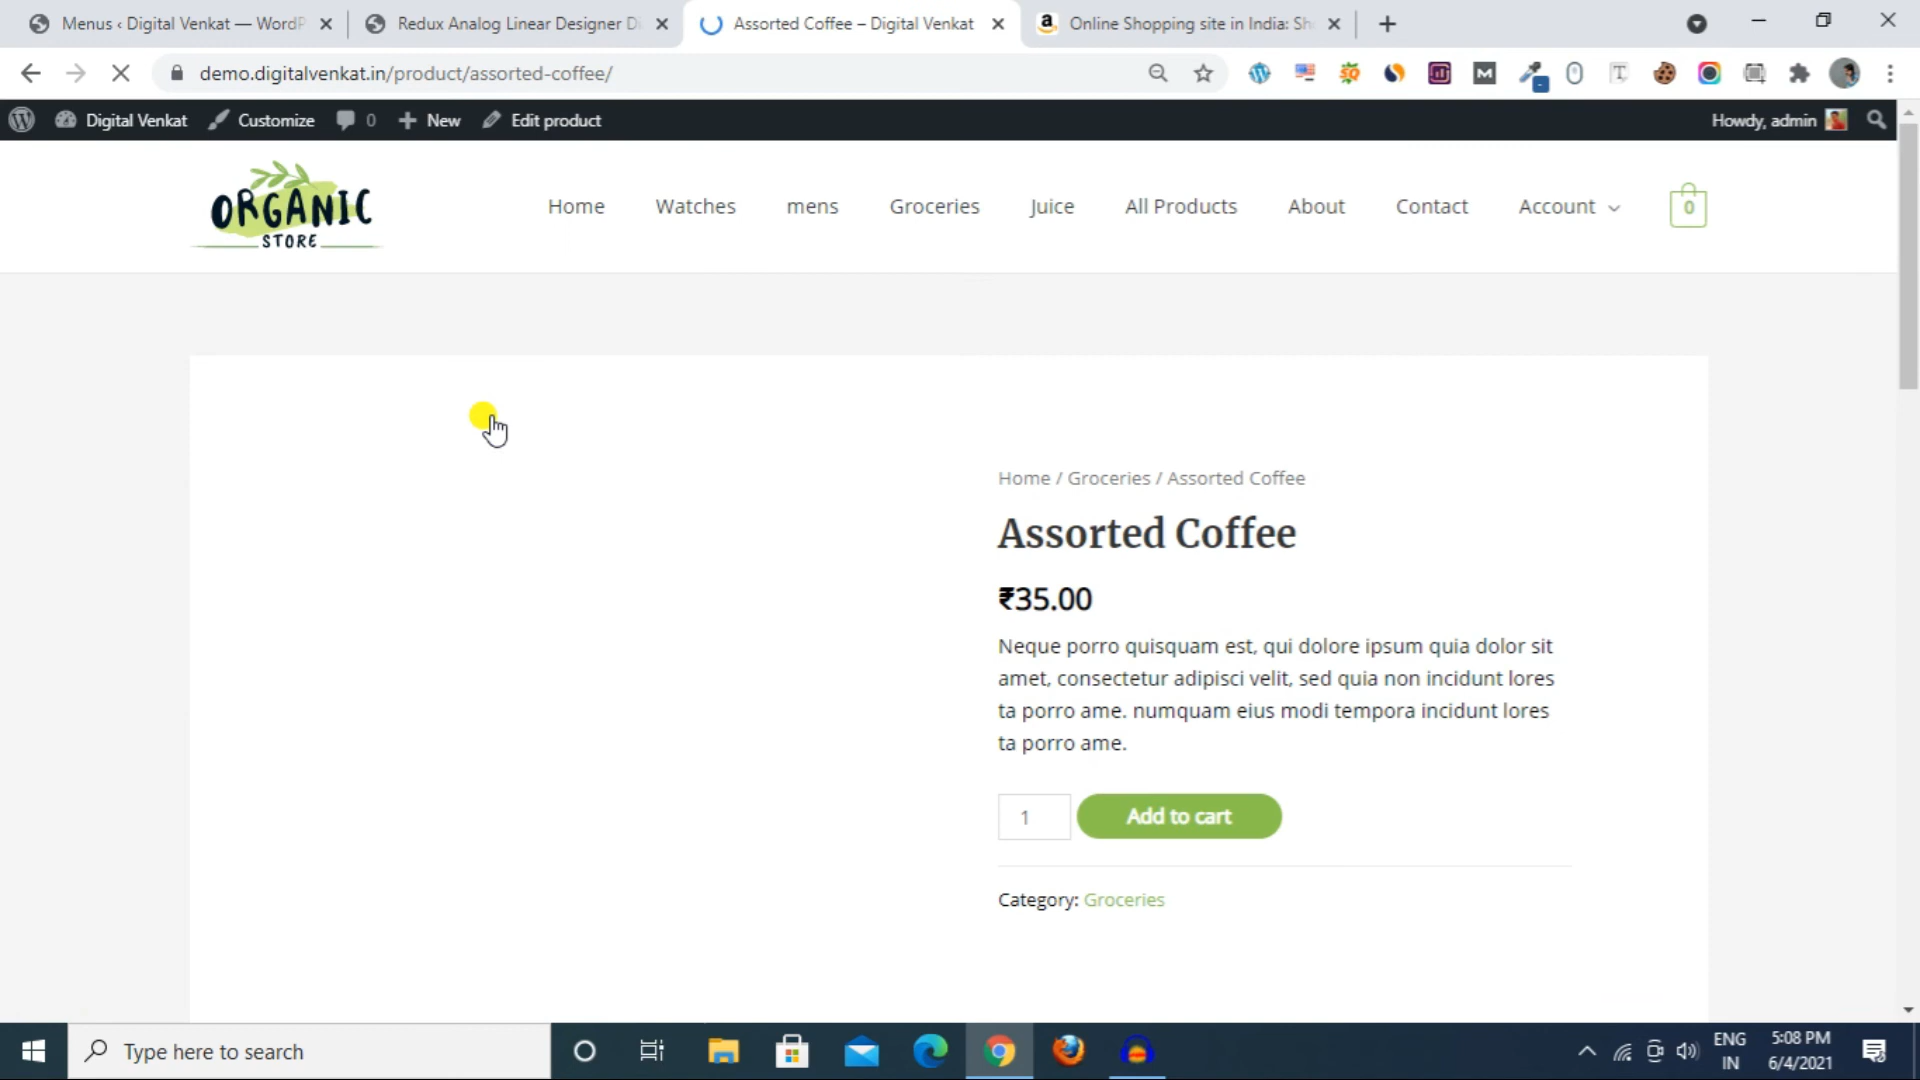 Menus ‹ Digital Venkat — WordP
Redux Analog Linear Designer Di
Assorted Coffee – Digital Venkat
Online Shopping site in India: Sh
demo.digitalvenkat.in/product/assorted-coffee/
Digital Venkat
Customize
0
New
Edit product
Howdy, admin
ORGANIC
STORE
Home
Watches
mens
Groceries
Juice
All Products
About
Contact
Account
0
Home / Groceries / Assorted Coffee
Assorted Coffee
₹35.00
Neque porro quisquam est, qui dolore ipsum quia dolor sit
amet, consectetur adipisci velit, sed quia non incidunt lores
ta porro ame. numquam eius modi tempora incidunt lores
ta porro ame.
1
Add to cart
Category: Groceries
Type here to search
ENG
IN
5:08 PM
6/4/2021